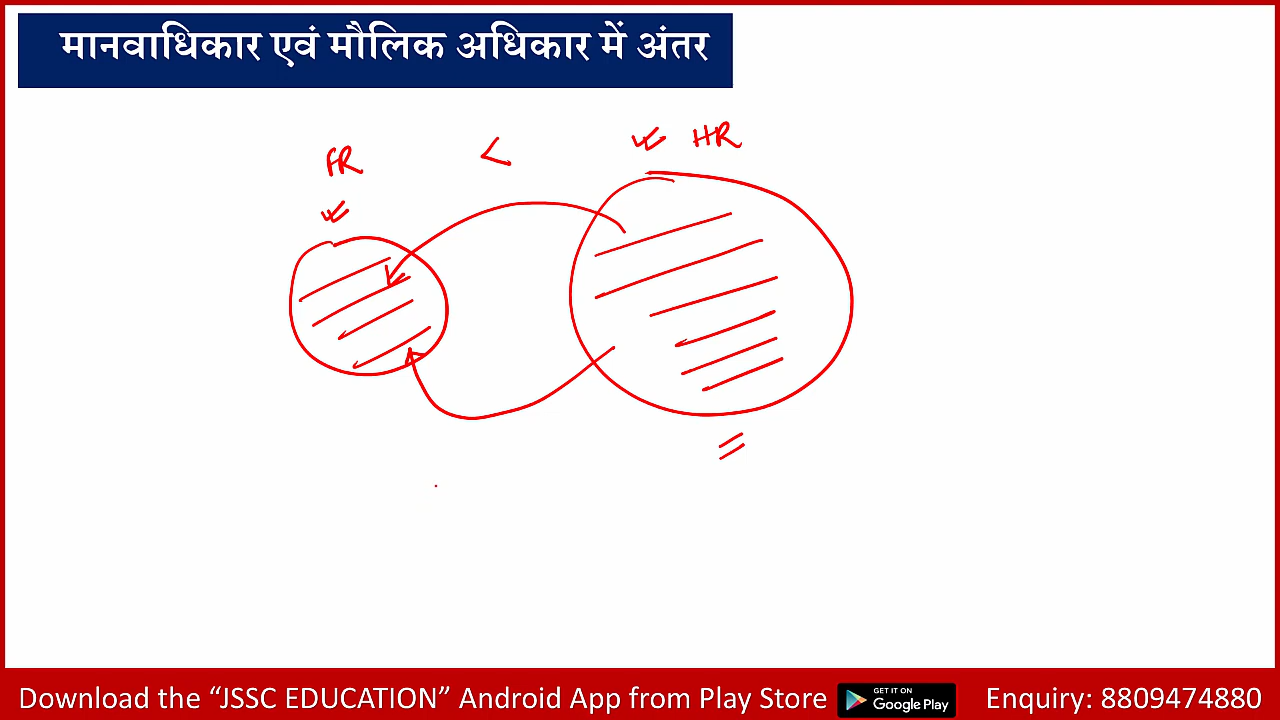 मानवाधिकार एवं मौलिक अधिकार में अंतर
FR < HR
=
Download the “JSSC EDUCATION” Android App from Play Store
GET IT ON
Google Play
Enquiry: 8809474880